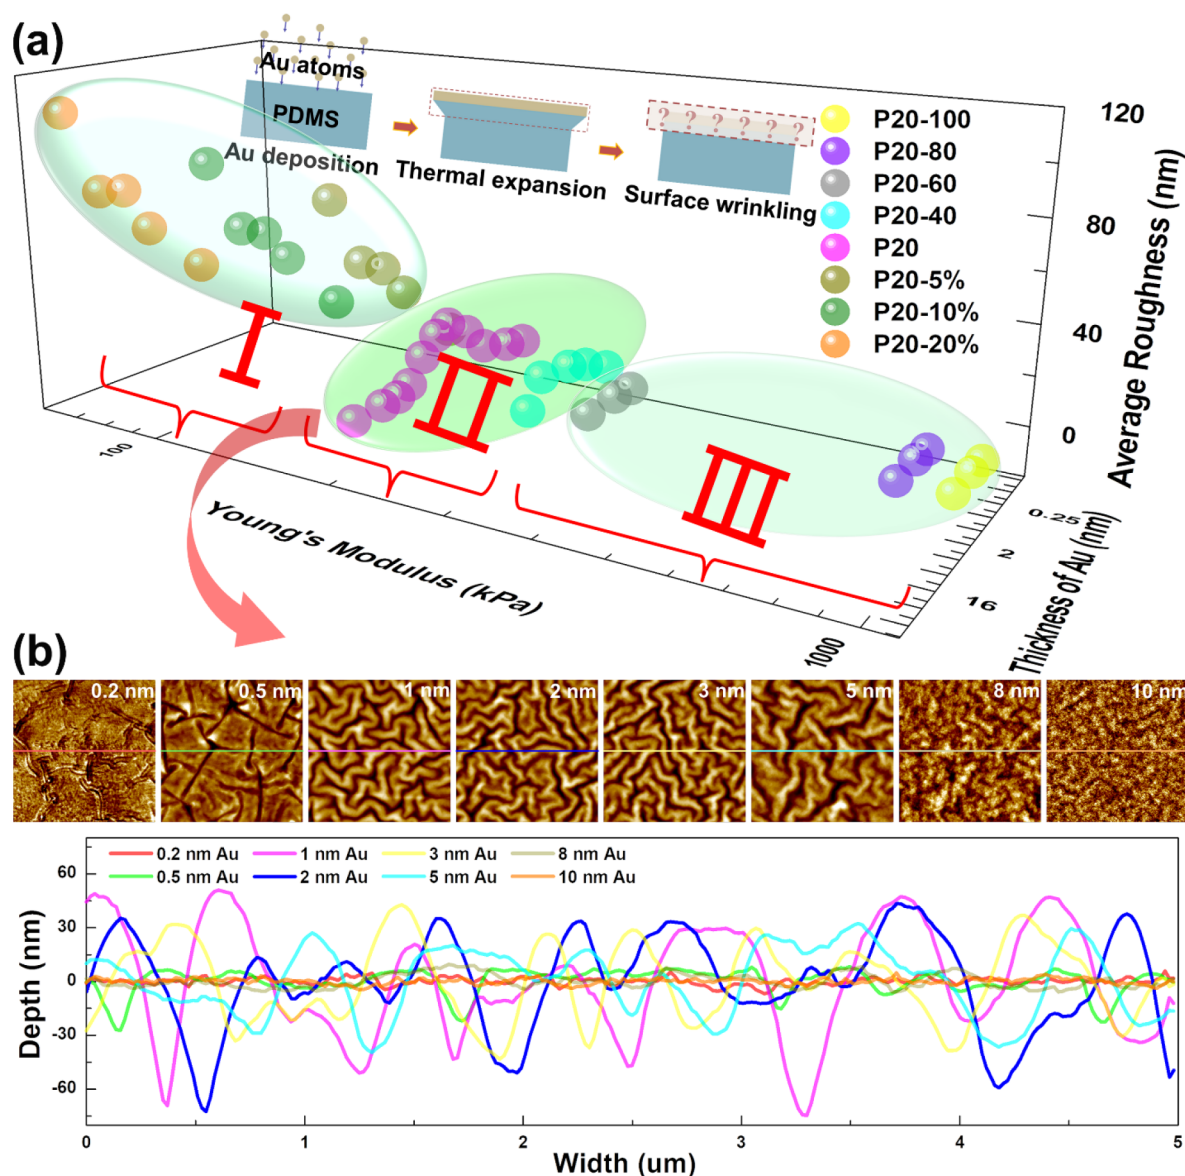 (a)
Au atoms
PDMS
Au deposition
Thermal expansion
? ? ? ? ? ?
Surface wrinkling
P20-100
P20-80
P20-60
P20-40
P20
P20-5%
P20-10%
P20-20%
120
80
40
0
Average Roughness (nm)
I
II
III
100
1000
Young's Modulus (kPa)
0.25
2
16
Thickness of Au (nm)
(b)
0.2 nm 0.5 nm 1 nm 2 nm 3 nm 5 nm 8 nm 10 nm
0.2 nm Au 1 nm Au 3 nm Au 8 nm Au
0.5 nm Au 2 nm Au 5 nm Au 10 nm Au
60
30
0
-30
-60
Depth (nm)
0 1 2 3 4 5
Width (um)